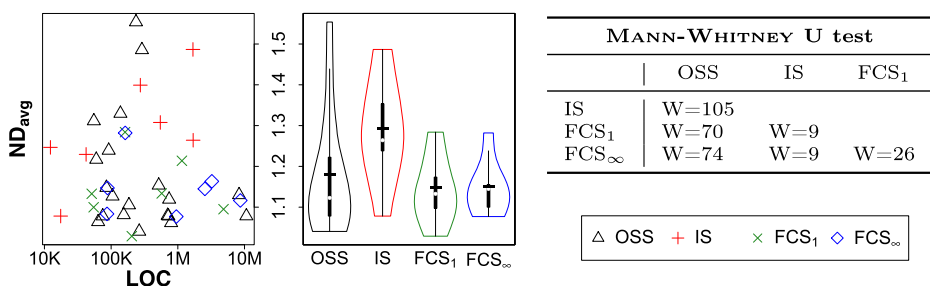 ND_avg
1.1 1.2 1.3 1.4 1.5
10K 100K 1M 10M
LOC
OSS IS FCS₁ FCS∞
MANN-WHITNEY U test
OSS IS FCS₁
IS W=105
FCS₁ W=70 W=9
FCS∞ W=74 W=9 W=26
OSS IS FCS₁ FCS∞